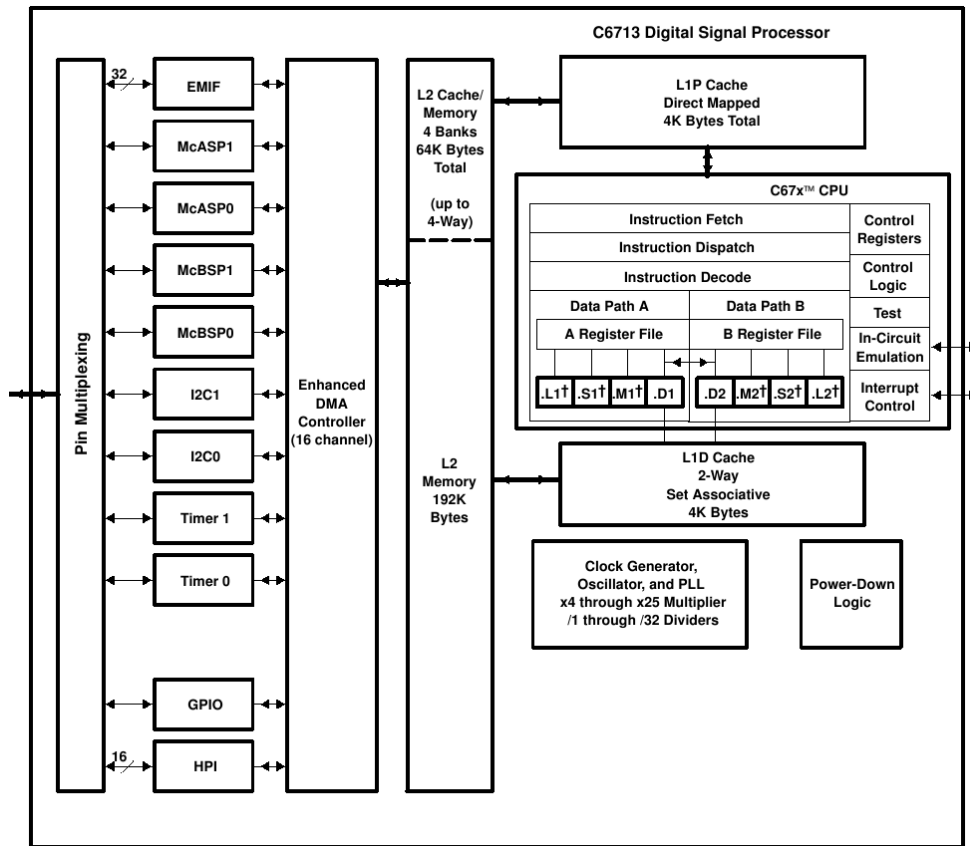 C6713 Digital Signal Processor
32
EMIF
McASP1
McASP0
McBSP1
McBSP0
I2C1
I2C0
Timer 1
Timer 0
GPIO
16
HPI
Pin Multiplexing
Enhanced
DMA
Controller
(16 channel)
L2 Cache/
Memory
4 Banks
64K Bytes
Total
(up to
4-Way)
L2
Memory
192K
Bytes
L1P Cache
Direct Mapped
4K Bytes Total
C67x™ CPU
Instruction Fetch
Instruction Dispatch
Instruction Decode
Data Path A
Data Path B
A Register File
B Register File
.L1† .S1† .M1† .D1
.D2 .M2† .S2† .L2†
Control
Registers
Control
Logic
Test
In-Circuit
Emulation
Interrupt
Control
L1D Cache
2-Way
Set Associative
4K Bytes
Clock Generator,
Oscillator, and PLL
x4 through x25 Multiplier
/1 through /32 Dividers
Power-Down
Logic